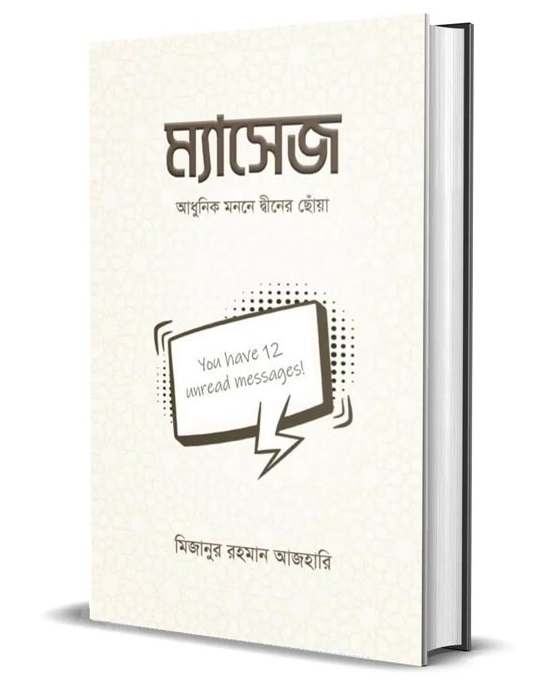 ম্যাসেজ
আধুনিক মননে দ্বীনের ছোঁয়া
You have 12
unread messages!
মিজানুর রহমান আজহারি